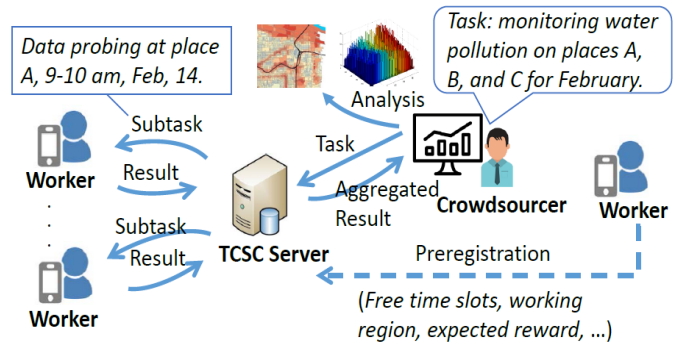 Data probing at place
A, 9-10 am, Feb, 14.
Task: monitoring water
pollution on places A,
B, and C for February.
Analysis
Subtask
Task
Worker
Result
Aggregated
Result
Crowdsourcer
Worker
.
.
.
Subtask
Result
TCSC Server
Preregistration
Worker
(Free time slots, working
region, expected reward, ...)